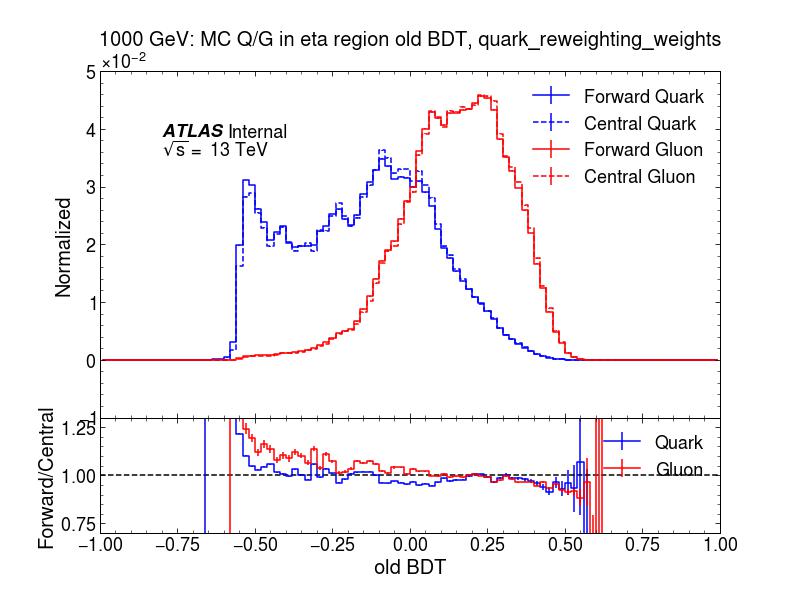 1000 GeV: MC Q/G in eta region old BDT, quark_reweighting_weights
×10⁻²
5
4
3
2
1
0
−1
Normalized
ATLAS Internal
√s = 13 TeV
Forward Quark
Central Quark
Forward Gluon
Central Gluon
Forward/Central
1.25
1.00
0.75
Quark
Gluon
−1.00 −0.75 −0.50 −0.25 0.00 0.25 0.50 0.75 1.00
old BDT